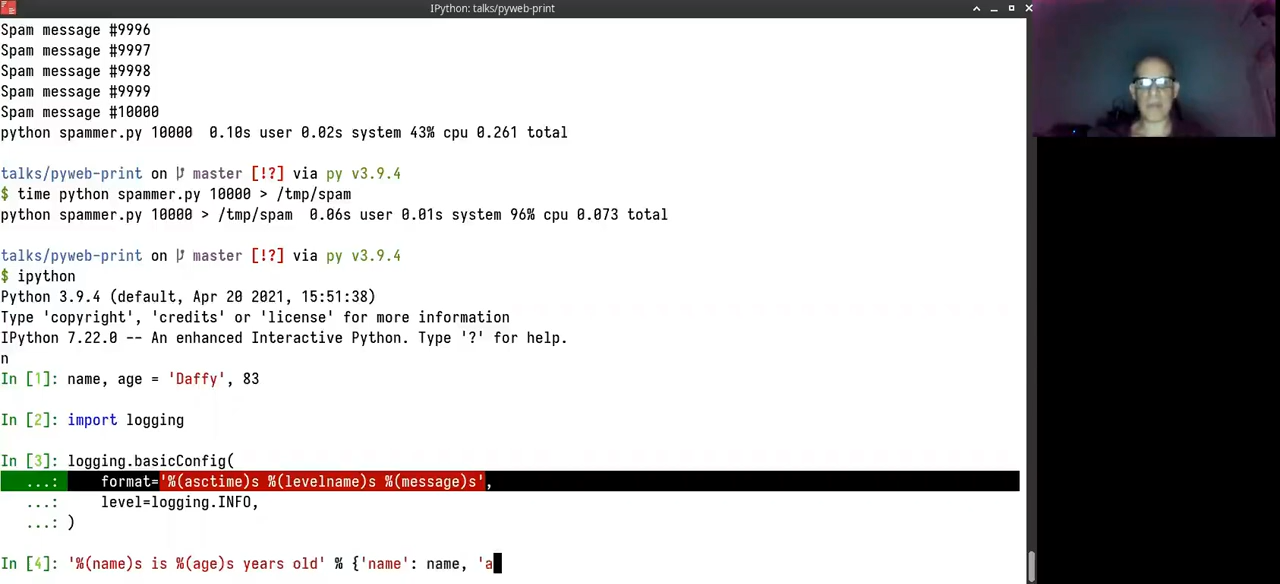 IPython: talks/pyweb-print
Spam message #9996
Spam message #9997
Spam message #9998
Spam message #9999
Spam message #10000
python spammer.py 10000  0.10s user 0.02s system 43% cpu 0.261 total
talks/pyweb-print on master [!?] via py v3.9.4
$ time python spammer.py 10000 > /tmp/spam
python spammer.py 10000 > /tmp/spam  0.06s user 0.01s system 96% cpu 0.073 total
talks/pyweb-print on master [!?] via py v3.9.4
$ ipython
Python 3.9.4 (default, Apr 20 2021, 15:51:38)
Type 'copyright', 'credits' or 'license' for more information
IPython 7.22.0 -- An enhanced Interactive Python. Type '?' for help.
n
In [1]: name, age = 'Daffy', 83
In [2]: import logging
In [3]: logging.basicConfig(
   ...:     format='%(asctime)s %(levelname)s %(message)s',
   ...:     level=logging.INFO,
   ...: )
In [4]: '%(name)s is %(age)s years old' % {'name': name, 'a